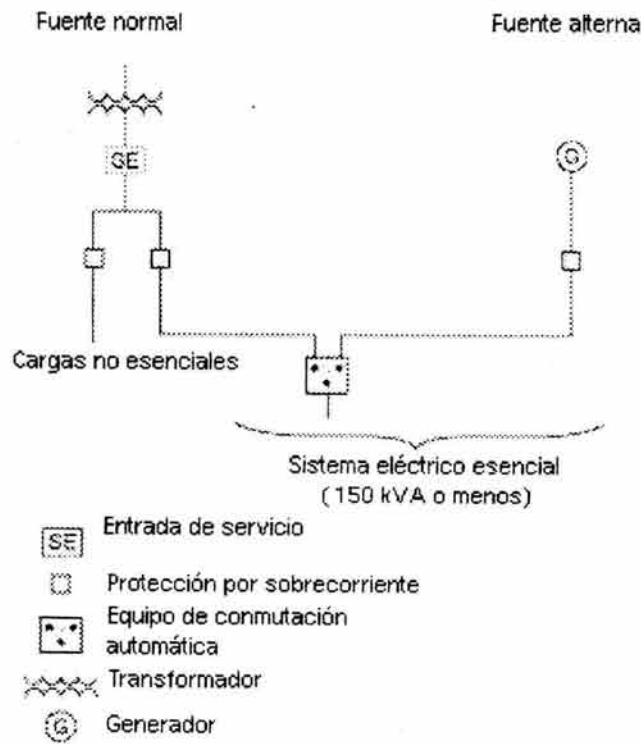 Fuente normal
Fuente alterna
SE
G
Cargas no esenciales
Sistema eléctrico esencial
(150 kVA o menos)
SE Entrada de servicio
Protección por sobrecorriente
Equipo de conmutación
automática
Transformador
G Generador